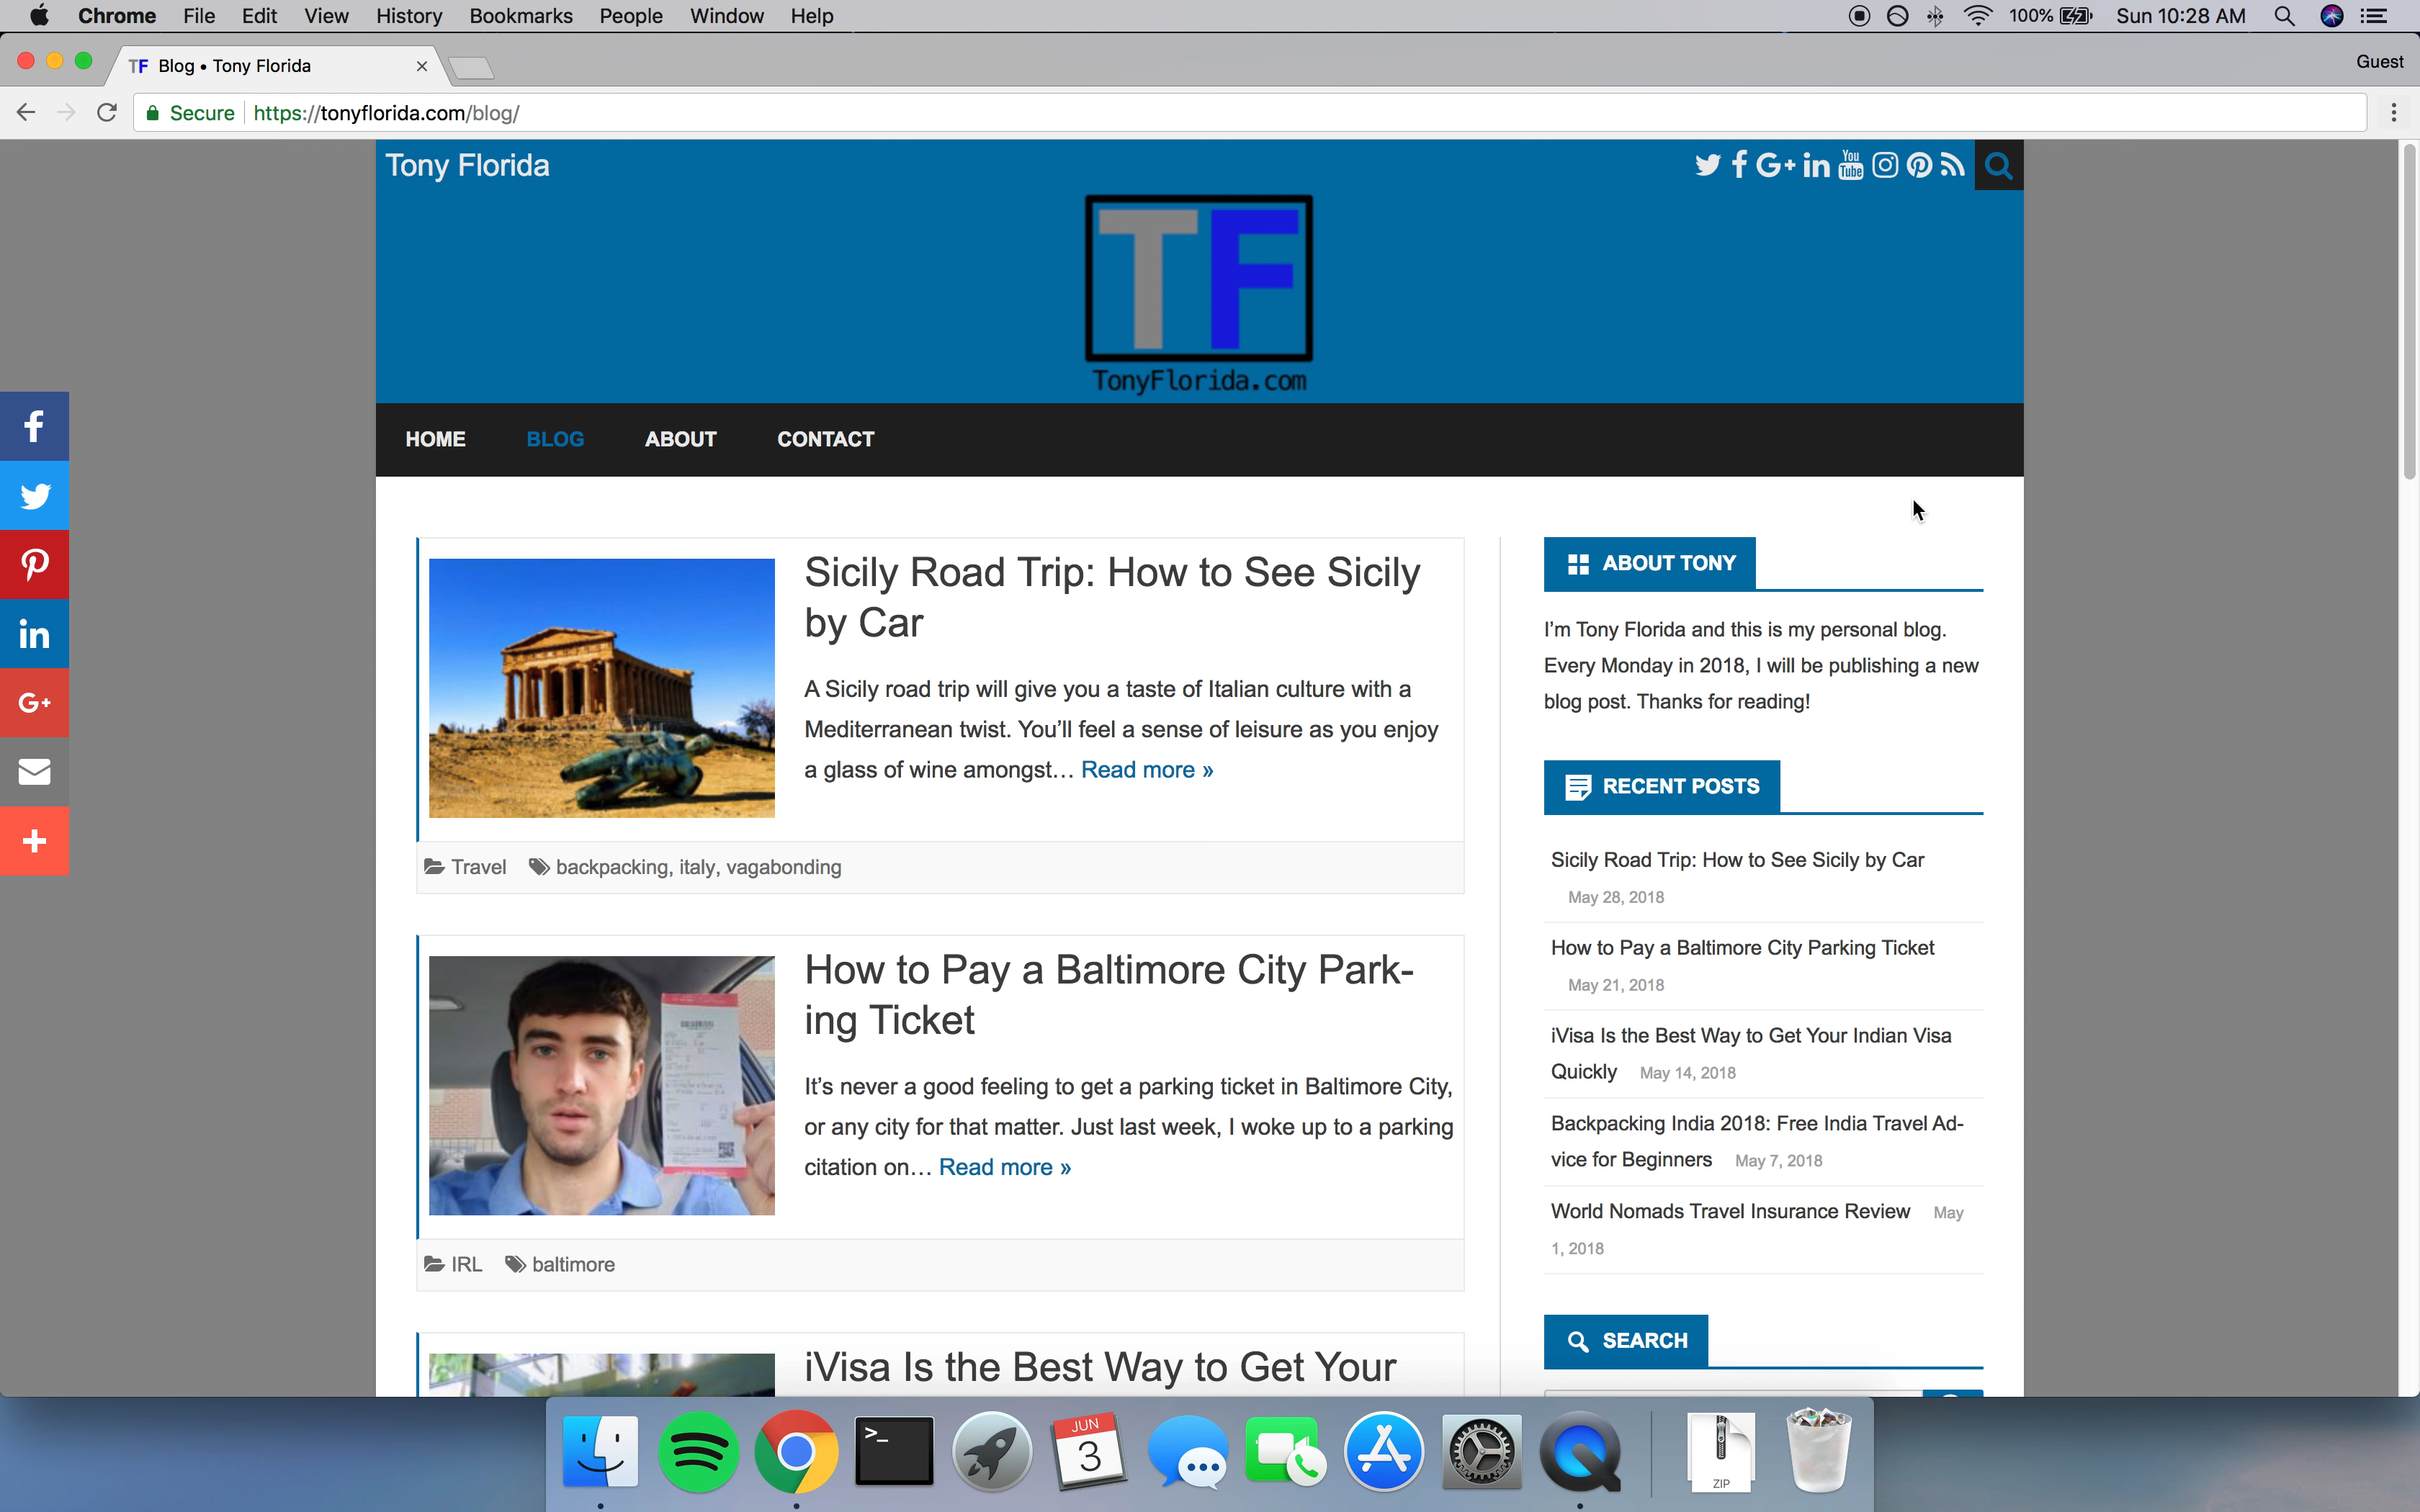 Chrome File Edit View History Bookmarks People Window Help 100% Sun 10:28 AM
TF Blog • Tony Florida
Guest
Secure https://tonyflorida.com/blog/
Tony Florida
G+ in You Tube
TF
TonyFlorida.com
HOME BLOG ABOUT CONTACT
f
in
G+
Sicily Road Trip: How to See Sicily
by Car
A Sicily road trip will give you a taste of Italian culture with a
Mediterranean twist. You'll feel a sense of leisure as you enjoy
a glass of wine amongst… Read more »
Travel backpacking, italy, vagabonding
How to Pay a Baltimore City Park-
ing Ticket
It's never a good feeling to get a parking ticket in Baltimore City,
or any city for that matter. Just last week, I woke up to a parking
citation on… Read more »
IRL baltimore
iVisa Is the Best Way to Get Your
ABOUT TONY
I'm Tony Florida and this is my personal blog.
Every Monday in 2018, I will be publishing a new
blog post. Thanks for reading!
RECENT POSTS
Sicily Road Trip: How to See Sicily by Car
May 28, 2018
How to Pay a Baltimore City Parking Ticket
May 21, 2018
iVisa Is the Best Way to Get Your Indian Visa
Quickly May 14, 2018
Backpacking India 2018: Free India Travel Ad-
vice for Beginners May 7, 2018
World Nomads Travel Insurance Review May
1, 2018
SEARCH
>_
JUN
3
ZIP